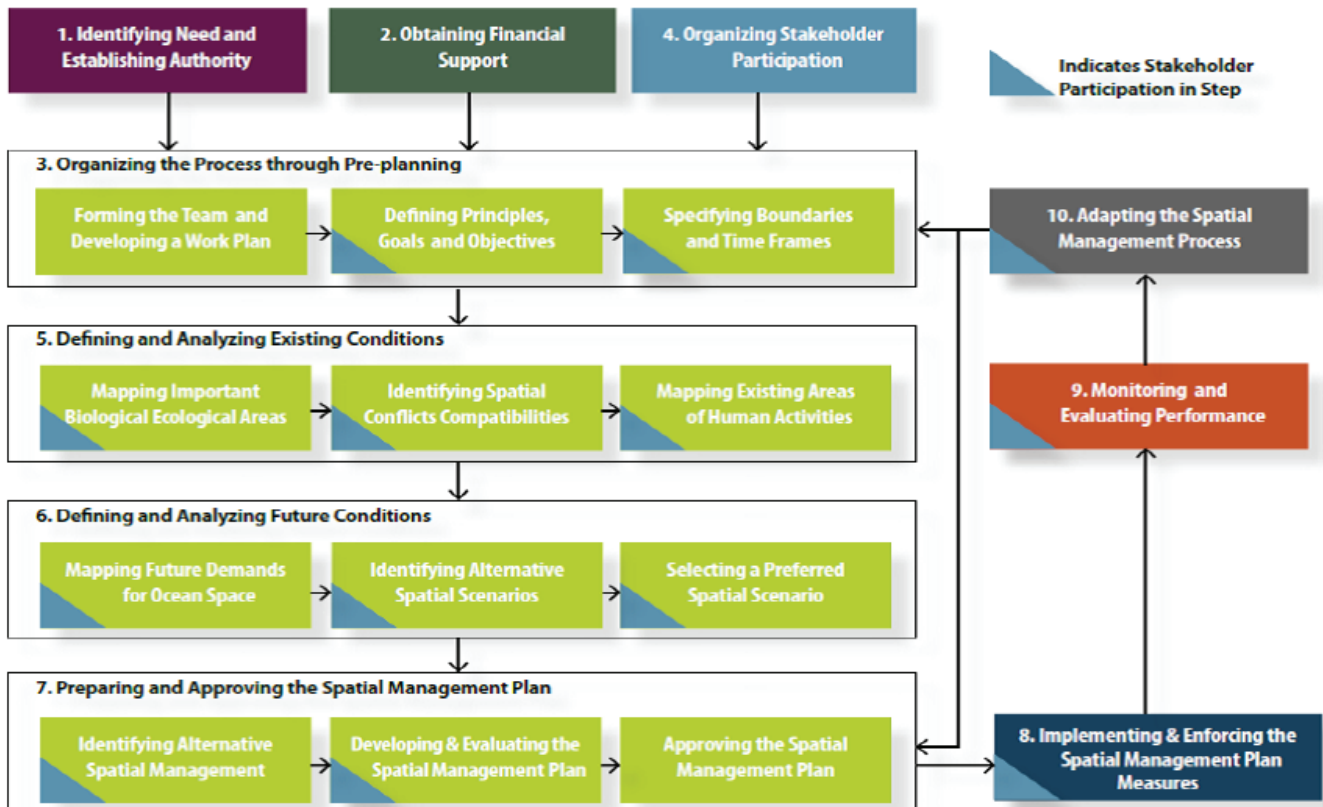 1. Identifying Need and
Establishing Authority
2. Obtaining Financial
Support
4. Organizing Stakeholder
Participation
Indicates Stakeholder
Participation in Step
3. Organizing the Process through Pre-planning
Forming the Team and
Developing a Work Plan
Defining Principles,
Goals and Objectives
Specifying Boundaries
and Time Frames
10. Adapting the Spatial
Management Process
5. Defining and Analyzing Existing Conditions
Mapping Important
Biological Ecological Areas
Identifying Spatial
Conflicts Compatibilities
Mapping Existing Areas
of Human Activities
9. Monitoring and
Evaluating Performance
6. Defining and Analyzing Future Conditions
Mapping Future Demands
for Ocean Space
Identifying Alternative
Spatial Scenarios
Selecting a Preferred
Spatial Scenario
7. Preparing and Approving the Spatial Management Plan
Identifying Alternative
Spatial Management
Developing & Evaluating the
Spatial Management Plan
Approving the Spatial
Management Plan
8. Implementing & Enforcing the
Spatial Management Plan
Measures